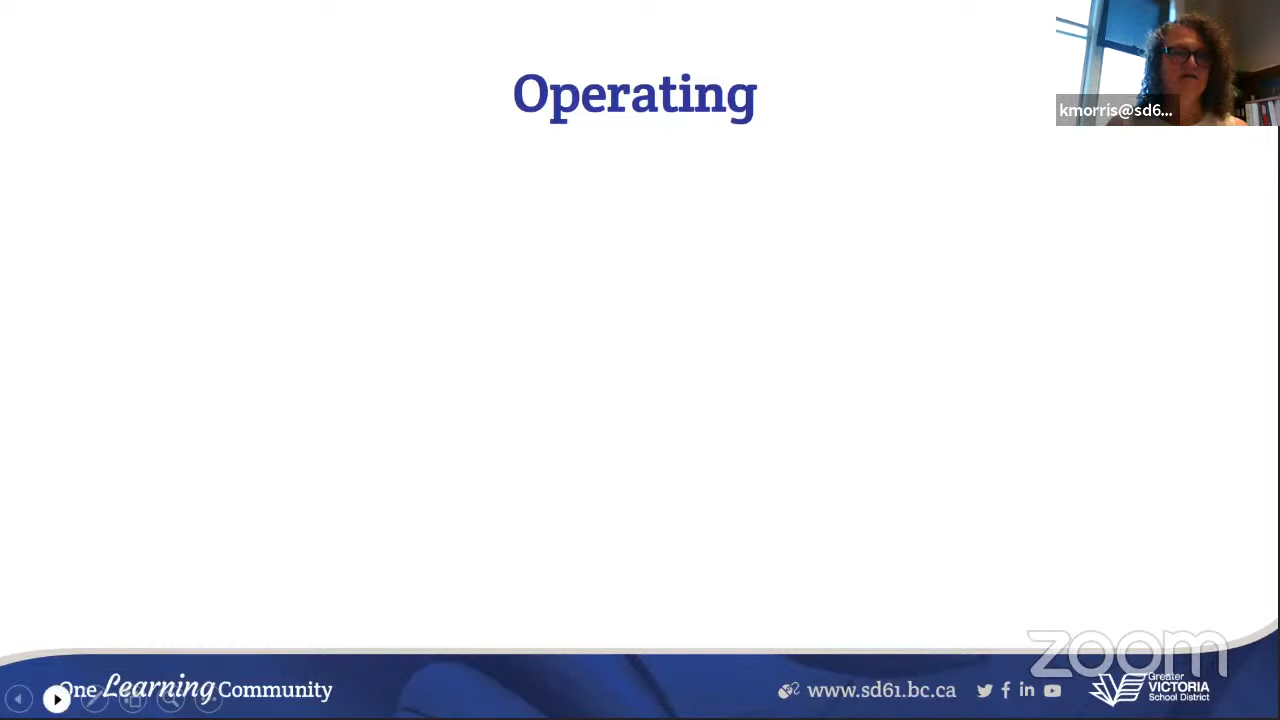 Operating
kmorris@sd6...
zoom
One Learning Community
www.sd61.bc.ca
Greater
VICTORIA
School District